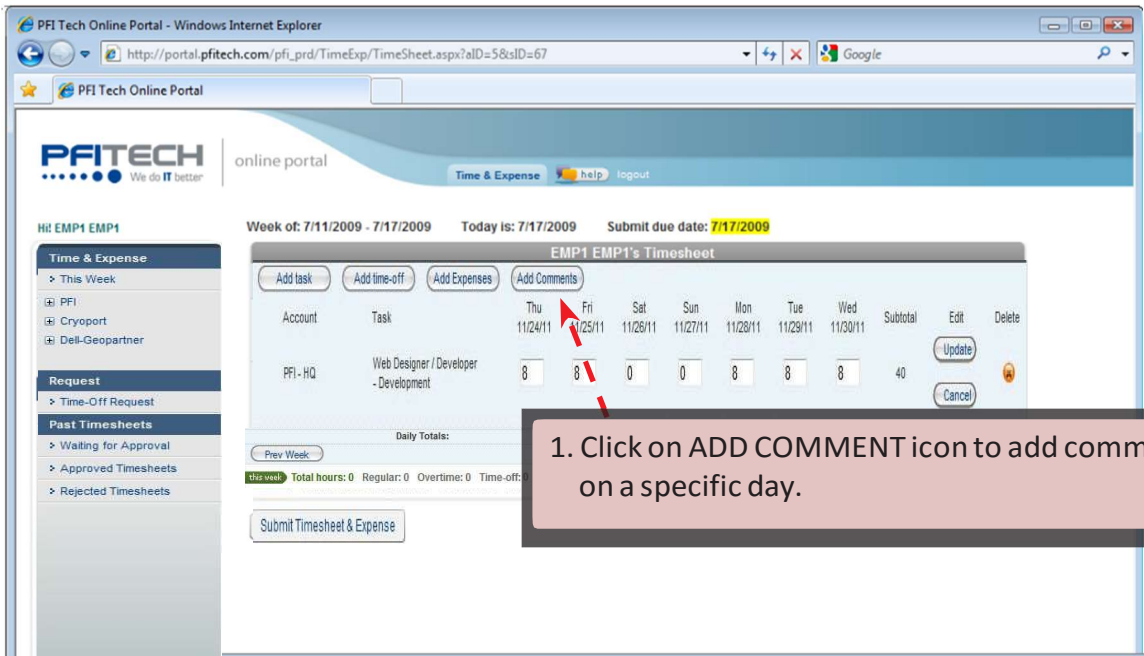 PFI Tech Online Portal - Windows Internet Explorer
http://portal.pfitech.com/pfi_prd/TimeExp/TimeSheet.aspx?aID=5&sID=67
Google
PFI Tech Online Portal
PFITECH
We do IT better
online portal
Time & Expense help logout
Hi! EMP1 EMP1
Week of: 7/11/2009 - 7/17/2009 Today is: 7/17/2009 Submit due date: 7/17/2009
Time & Expense
This Week
PFI
Cryoport
Dell-Geopartner
Request
Time-Off Request
Past Timesheets
Waiting for Approval
Approved Timesheets
Rejected Timesheets
EMP1 EMP1's Timesheet
Add task Add time-off Add Expenses Add Comments
Account Task Thu 11/24/11 Fri 11/25/11 Sat 11/26/11 Sun 11/27/11 Mon 11/28/11 Tue 11/29/11 Wed 11/30/11 Subtotal Edit Delete
PFI - HQ Web Designer / Developer - Development 8 8 0 0 8 8 8 40 Update Cancel
Daily Totals:
Prev Week
this week Total hours: 0 Regular: 0 Overtime: 0 Time-off: 0
Submit Timesheet & Expense
1. Click on ADD COMMENT icon to add comm
on a specific day.